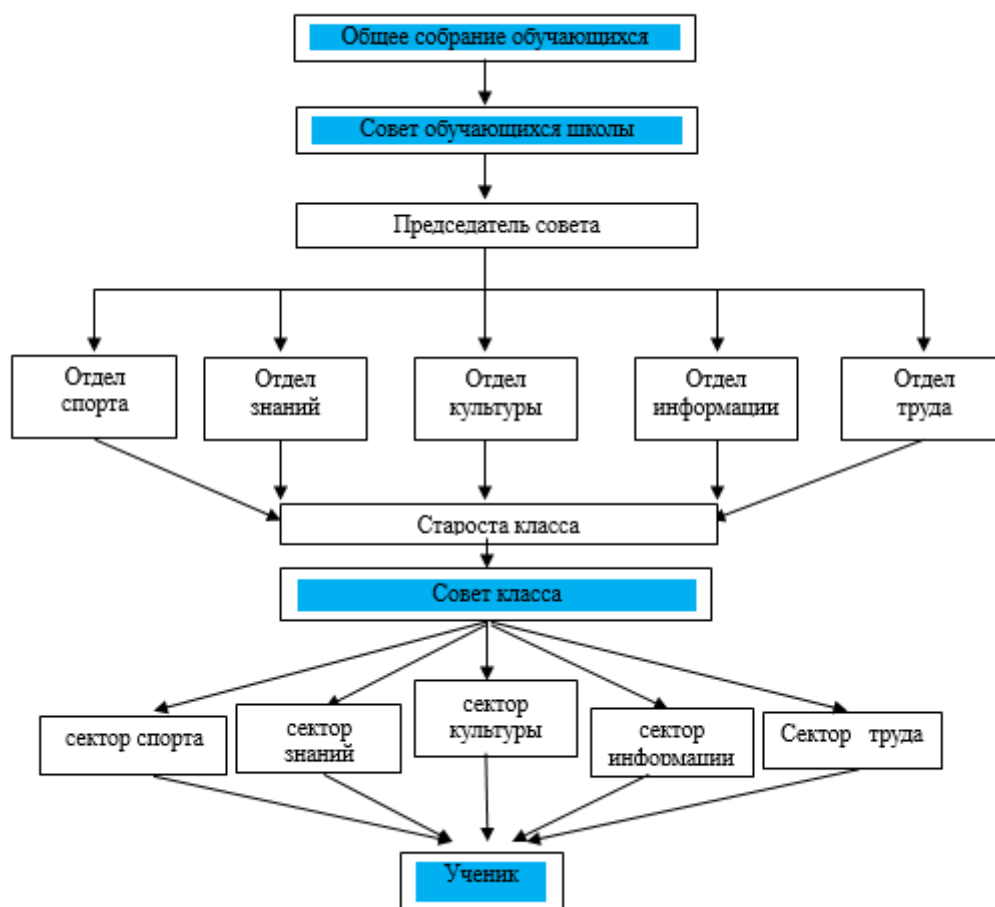 Общее собрание обучающихся
Совет обучающихся школы
Председатель совета
Отдел
спорта
Отдел
знаний
Отдел
культуры
Отдел
информации
Отдел
труда
Староста класса
Совет класса
сектор спорта
сектор
знаний
сектор
культуры
сектор
информации
Сектор труда
Ученик